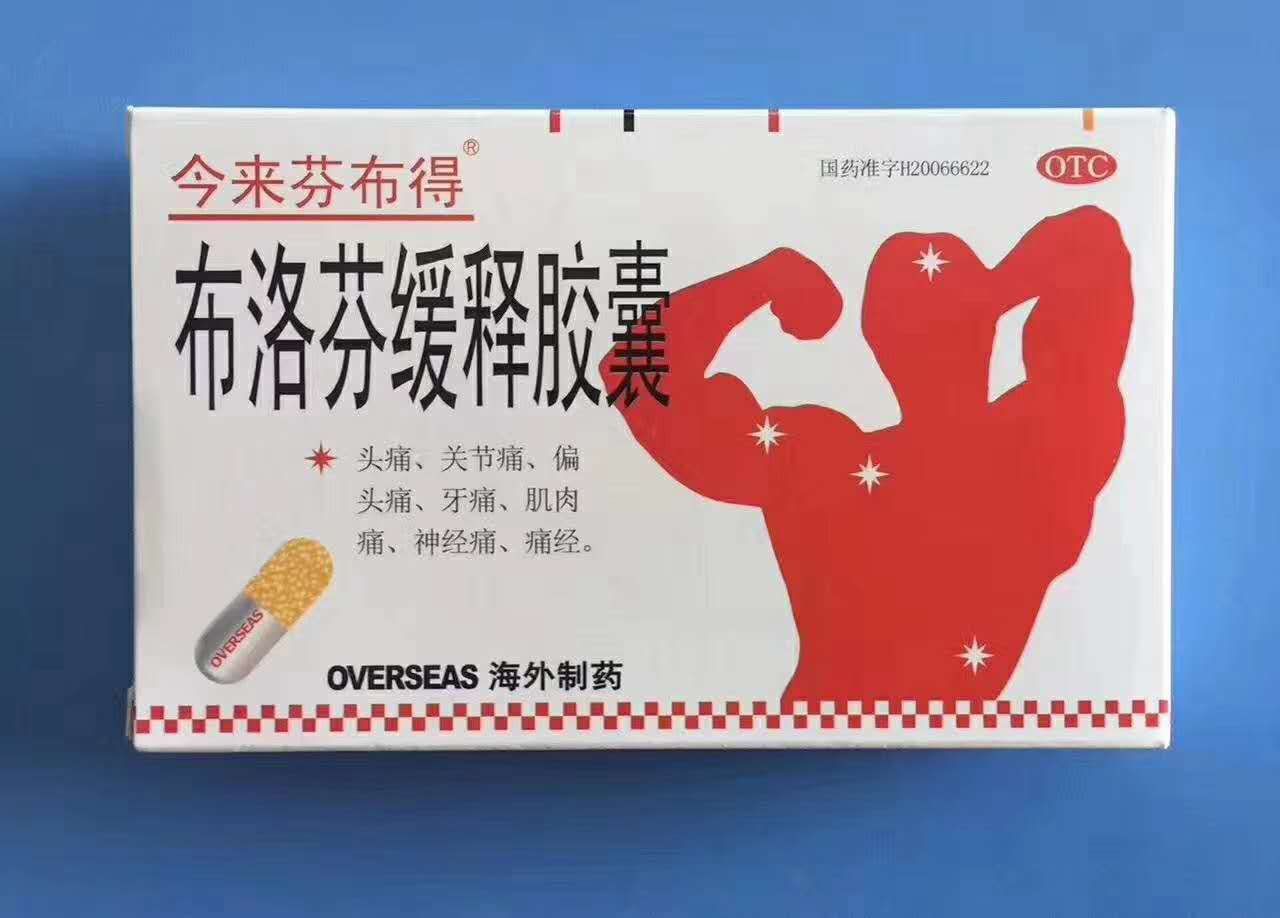 今来芬布得®
国药准字H20066622
OTC
布洛芬缓释胶囊
头痛、关节痛、偏
头痛、牙痛、肌肉
痛、神经痛、痛经。
OVERSEAS
OVERSEAS 海外制药